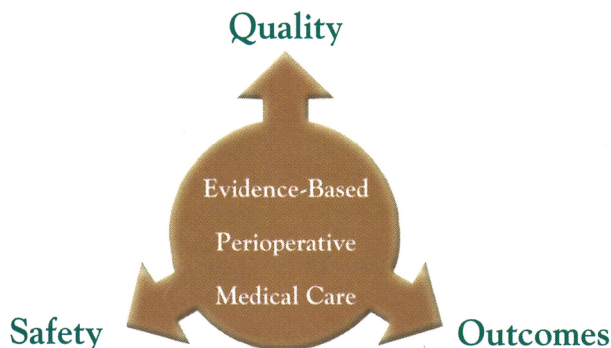 Quality
Evidence-Based
Perioperative
Medical Care
Safety
Outcomes